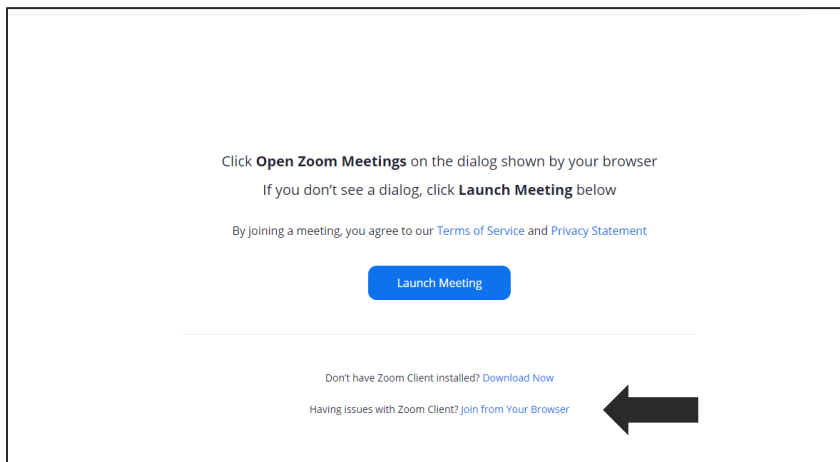 Click Open Zoom Meetings on the dialog shown by your browser
If you don’t see a dialog, click Launch Meeting below
By joining a meeting, you agree to our Terms of Service and Privacy Statement
Launch Meeting
Don’t have Zoom Client installed? Download Now
Having issues with Zoom Client? Join from Your Browser